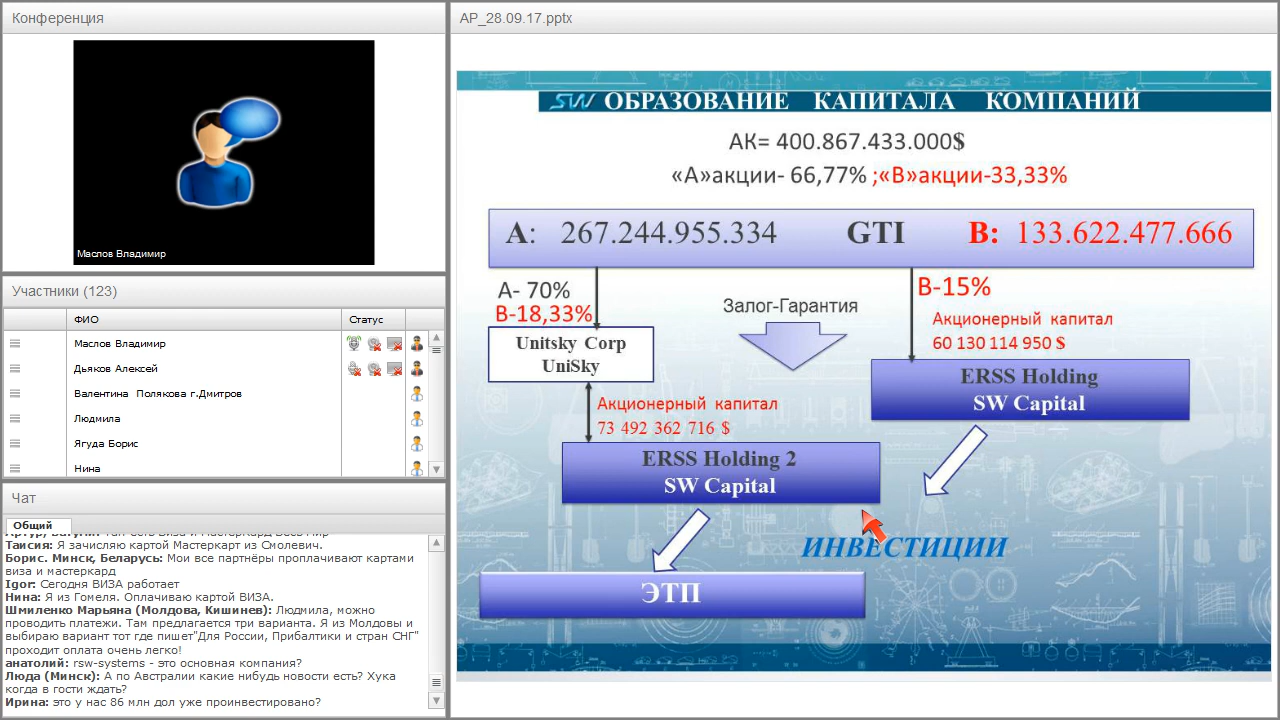 Конференция
Маслов Владимир
Участники (123)
ФИО
Статус
Маслов Владимир
Дьяков Алексей
Валентина Полякова г.Дмитров
Людмила
Ягуда Борис
Нина
Чат
Общий
Таисия: Я зачисляю картой Мастеркарт из Смолевич.
Борис. Минск, Беларусь: Мои все партнёры проплачивают картами
виза и мастеркард
Igor: Сегодня ВИЗА работает
Нина: Я из Гомеля. Оплачиваю картой ВИЗА.
Шмиленко Марьяна (Молдова, Кишинев): Людмила, можно
проводить платежи. Там предлагается три варианта. Я из Молдовы и
выбираю вариант тот где пишет"Для России, Прибалтики и стран СНГ"
проходит оплата очень легко!
анатолий: rsw-systems - это основная компания?
Люда (Минск): А по Австралии какие нибудь новости есть? Хука
когда в гости ждать?
Ирина: это у нас 86 млн дол уже проинвестировано?
AP_28.09.17.pptx
SW ОБРАЗОВАНИЕ КАПИТАЛА КОМПАНИЙ
АК= 400.867.433.000$
«А»акции- 66,77% ;«В»акции-33,33%
А: 267.244.955.334 GTI В: 133.622.477.666
А- 70%
В-18,33%
Залог-Гарантия
В-15%
Акционерный капитал
60 130 114 950 $
Unitsky Corp
UniSky
ERSS Holding
SW Capital
Акционерный капитал
73 492 362 716 $
ERSS Holding 2
SW Capital
ИНВЕСТИЦИИ
ЭТП